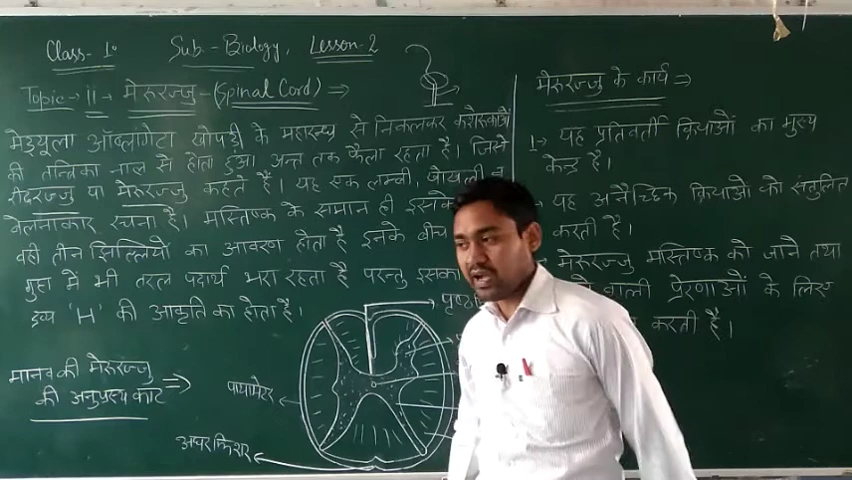 Class- 10 Sub.- Biology, Lesson-2
Topic- 11 - मेरूरज्जु - (Spinal Cord) ⇒
मेड्यूला ऑब्लांगेटा खोपड़ी के महारन्ध्र से निकलकर कशेरूकाओं
की तन्त्रिका नाल से होता हुआ अन्त तक फैला रहता है। जिसे
रीढ़रज्जु या मेरूरज्जु कहते हैं। यह एक लम्बी, खोखली व
बेलनाकार रचना है। मस्तिष्क के समान ही इसके
वही तीन झिल्लियों का आवरण होता है इनके बीच
गुहा में भी तरल पदार्थ भरा रहता है परन्तु इसका
द्रव्य 'H' की आकृति का होता है।
मानव की मेरूरज्जु ⇒
की अनुप्रस्थ काट
पृष्ठ
पायामेटर
अधर फिशर
मेरूरज्जु के कार्य ⇒
1- यह प्रतिवर्ती क्रियाओं का मुख्य
केन्द्र है।
यह अनैच्छिक क्रियाओं को संतुलित
करती है।
मेरूरज्जु मस्तिष्क को जाने तथा
वाली प्रेरणाओं के लिए
करती है।